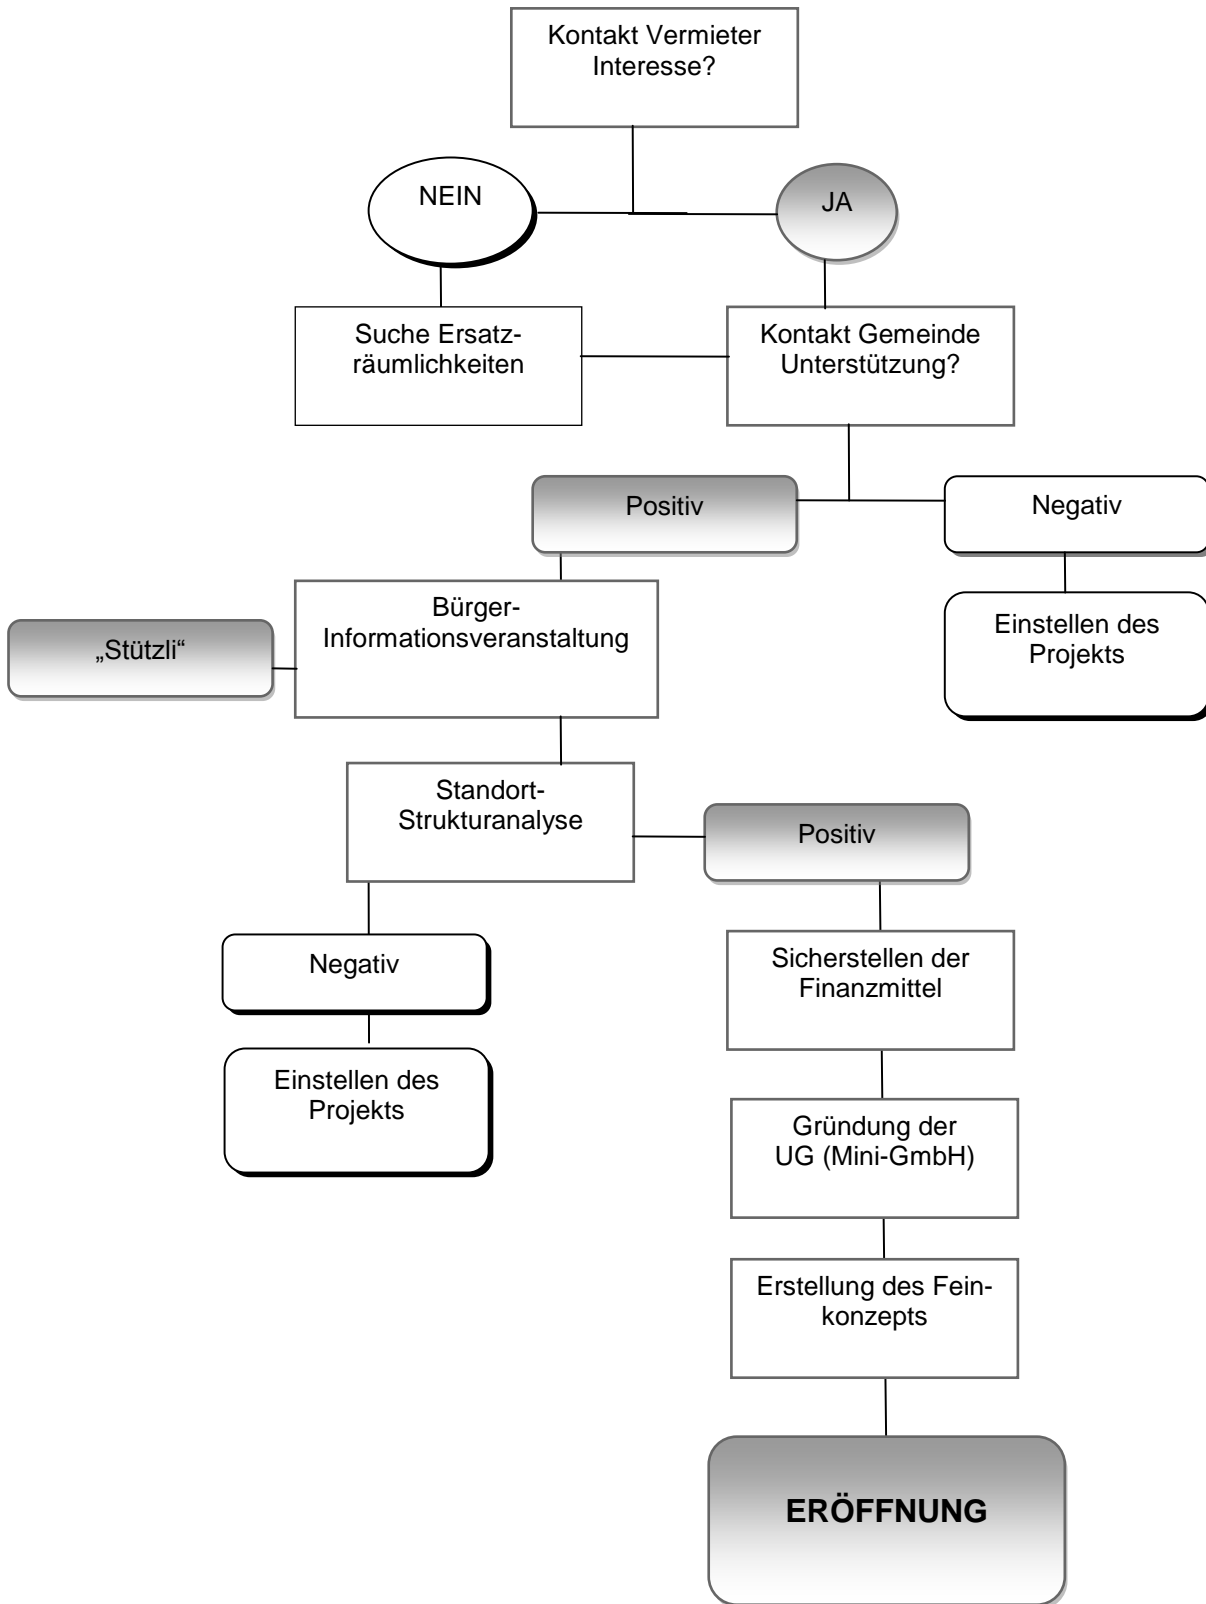 Kontakt Vermieter
Interesse?
NEIN
JA
Suche Ersatz-
räumlichkeiten
Kontakt Gemeinde
Unterstützung?
Positiv
Negativ
Einstellen des
Projekts
Bürger-
Informationsveranstaltung
„Stützli“
Standort-
Strukturanalyse
Positiv
Negativ
Einstellen des
Projekts
Sicherstellen der
Finanzmittel
Gründung der
UG (Mini-GmbH)
Erstellung des Fein-
konzepts
ERÖFFNUNG